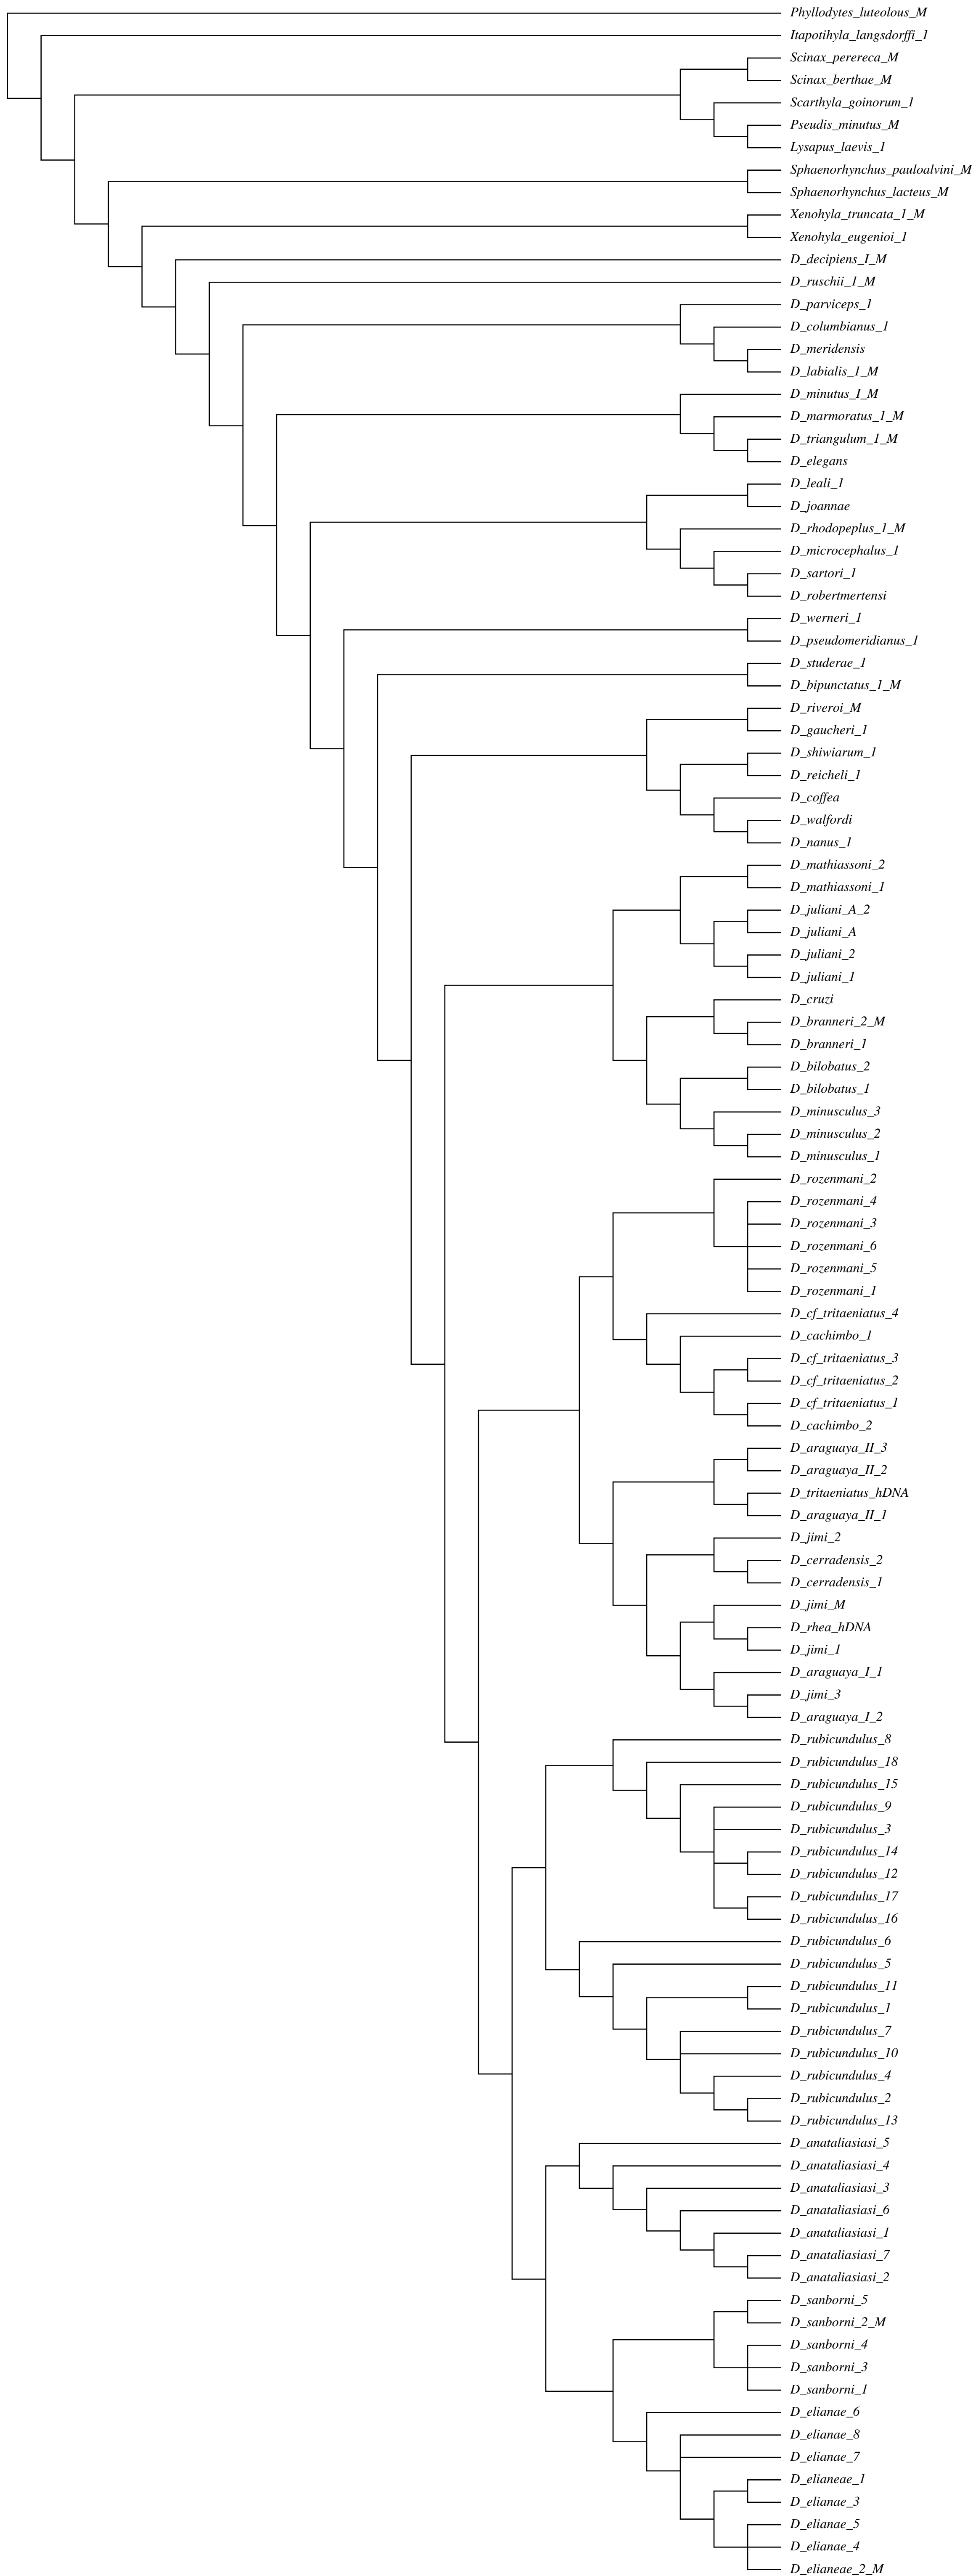 Phyllodytes_luteolous_M
Itapotihyla_langsdorffi_1
Scinax_perereca_M
Scinax_berthae_M
Scarthyla_goinorum_1
Pseudis_minutus_M
Lysapus_laevis_1
Sphaenorhynchus_pauloalvini_M
Sphaenorhynchus_lacteus_M
Xenohyla_truncata_1_M
Xenohyla_eugenioi_1
D_decipiens_I_M
D_ruschii_1_M
D_parviceps_1
D_columbianus_1
D_meridensis
D_labialis_1_M
D_minutus_I_M
D_marmoratus_1_M
D_triangulum_1_M
D_elegans
D_leali_1
D_joannae
D_rhodopeplus_1_M
D_microcephalus_1
D_sartori_1
D_robertmertensi
D_werneri_1
D_pseudomeridianus_1
D_studerae_1
D_bipunctatus_1_M
D_riveroi_M
D_gaucheri_1
D_shiwiarum_1
D_reicheli_1
D_coffea
D_walfordi
D_nanus_1
D_mathiassoni_2
D_mathiassoni_1
D_juliani_A_2
D_juliani_A
D_juliani_2
D_juliani_1
D_cruzi
D_branneri_2_M
D_branneri_1
D_bilobatus_2
D_bilobatus_1
D_minusculus_3
D_minusculus_2
D_minusculus_1
D_rozenmani_2
D_rozenmani_4
D_rozenmani_3
D_rozenmani_6
D_rozenmani_5
D_rozenmani_1
D_cf_tritaeniatus_4
D_cachimbo_1
D_cf_tritaeniatus_3
D_cf_tritaeniatus_2
D_cf_tritaeniatus_1
D_cachimbo_2
D_araguaya_II_3
D_araguaya_II_2
D_tritaeniatus_hDNA
D_araguaya_II_1
D_jimi_2
D_cerradensis_2
D_cerradensis_1
D_jimi_M
D_rhea_hDNA
D_jimi_1
D_araguaya_I_1
D_jimi_3
D_araguaya_I_2
D_rubicundulus_8
D_rubicundulus_18
D_rubicundulus_15
D_rubicundulus_9
D_rubicundulus_3
D_rubicundulus_14
D_rubicundulus_12
D_rubicundulus_17
D_rubicundulus_16
D_rubicundulus_6
D_rubicundulus_5
D_rubicundulus_11
D_rubicundulus_1
D_rubicundulus_7
D_rubicundulus_10
D_rubicundulus_4
D_rubicundulus_2
D_rubicundulus_13
D_anataliasiasi_5
D_anataliasiasi_4
D_anataliasiasi_3
D_anataliasiasi_6
D_anataliasiasi_1
D_anataliasiasi_7
D_anataliasiasi_2
D_sanborni_5
D_sanborni_2_M
D_sanborni_4
D_sanborni_3
D_sanborni_1
D_elianae_6
D_elianae_8
D_elianae_7
D_elianeae_1
D_elianae_3
D_elianae_5
D_elianae_4
D_elianeae_2_M